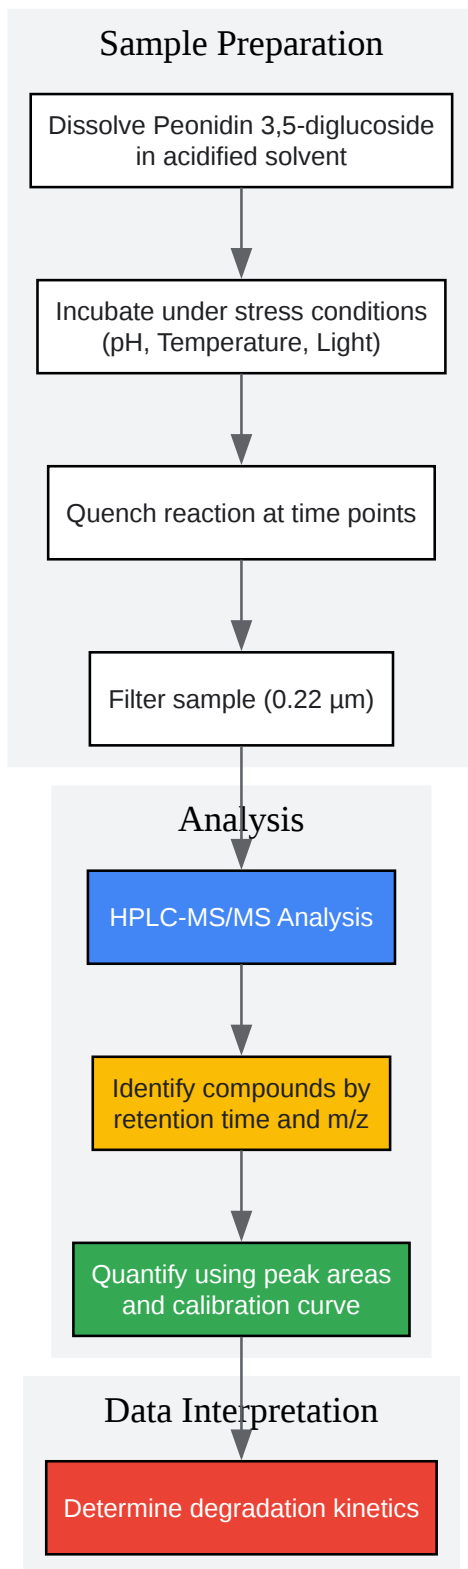 Sample Preparation
Dissolve Peonidin 3,5-diglucoside
in acidified solvent
Incubate under stress conditions
(pH, Temperature, Light)
Quench reaction at time points
Filter sample (0.22 µm)
Analysis
HPLC-MS/MS Analysis
Identify compounds by
retention time and m/z
Quantify using peak areas
and calibration curve
Data Interpretation
Determine degradation kinetics